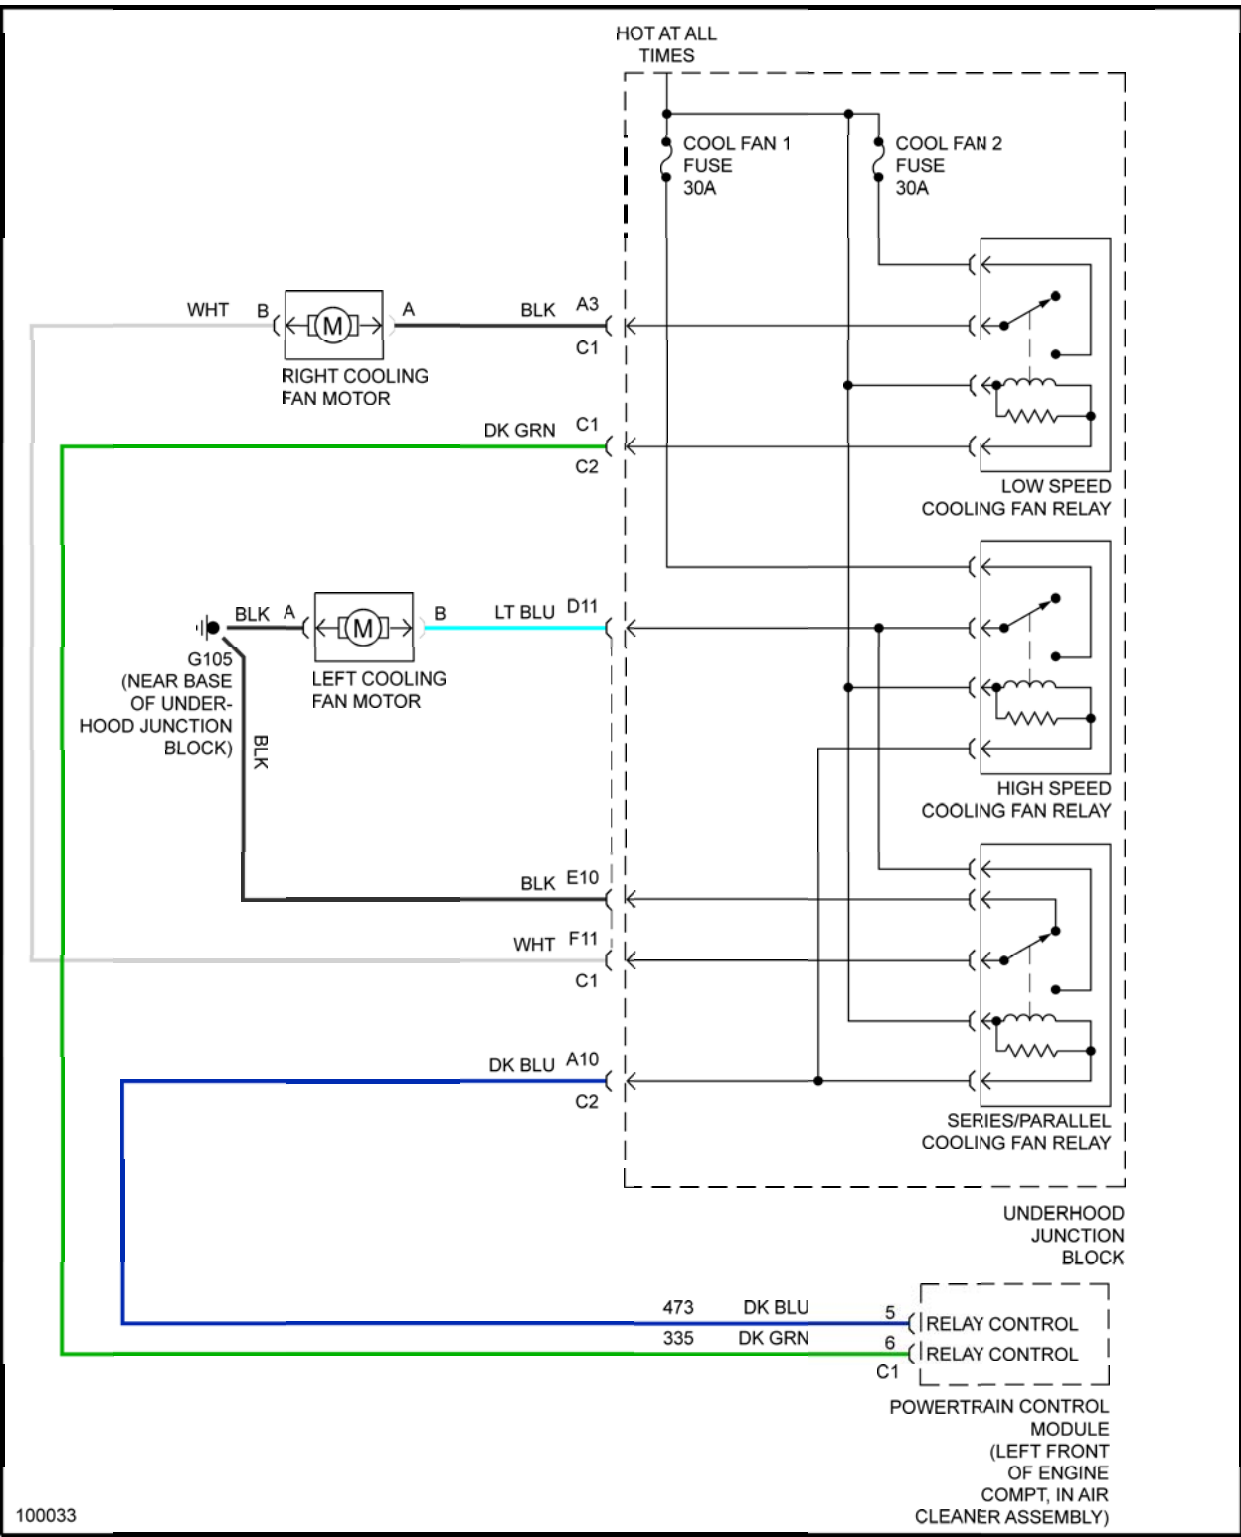 HOT AT ALL
TIMES
COOL FAN 1
FUSE
30A
COOL FAN 2
FUSE
30A
WHT
B
M
A
BLK
A3
C1
RIGHT COOLING
FAN MOTOR
DK GRN
C1
C2
LOW SPEED
COOLING FAN RELAY
BLK
A
M
B
LT BLU
D11
G105
(NEAR BASE
OF UNDER-
HOOD JUNCTION
BLOCK)
LEFT COOLING
FAN MOTOR
BLK
HIGH SPEED
COOLING FAN RELAY
BLK
E10
WHT
F11
C1
DK BLU
A10
C2
SERIES/PARALLEL
COOLING FAN RELAY
UNDERHOOD
JUNCTION
BLOCK
473
DK BLU
5
RELAY CONTROL
335
DK GRN
6
RELAY CONTROL
C1
POWERTRAIN CONTROL
MODULE
(LEFT FRONT
OF ENGINE
COMPT, IN AIR
CLEANER ASSEMBLY)
100033